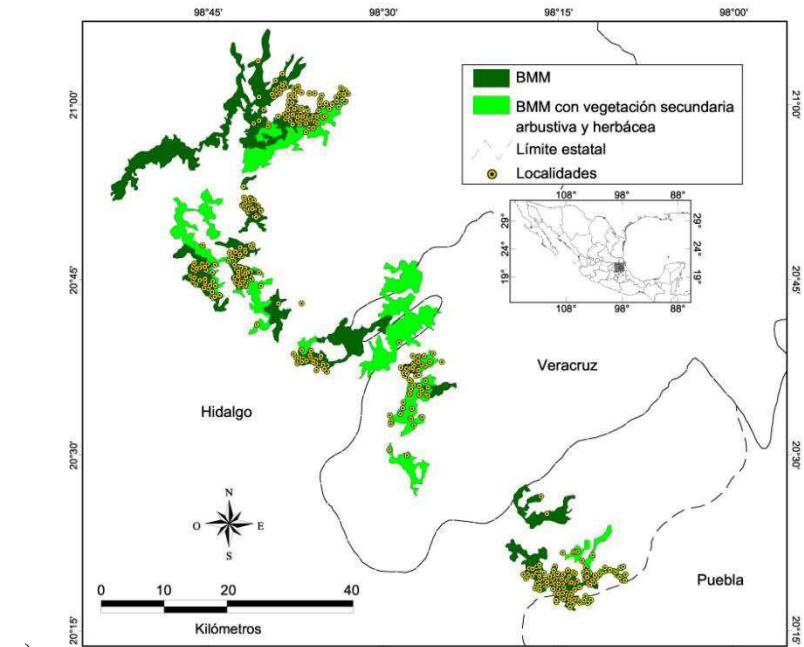 98°45'
98°30'
98°15'
98°00'
21°00'
21°00'
BMM
BMM con vegetación secundaria
arbustiva y herbácea
Límite estatal
Localidades
108°
98°
88°
29°
29°
24°
24°
19°
19°
108°
98°
88°
20°45'
20°45'
Veracruz
Hidalgo
20°30'
20°30'
N
O
E
S
Puebla
0
10
20
40
Kilómetros
20°15'
20°15'